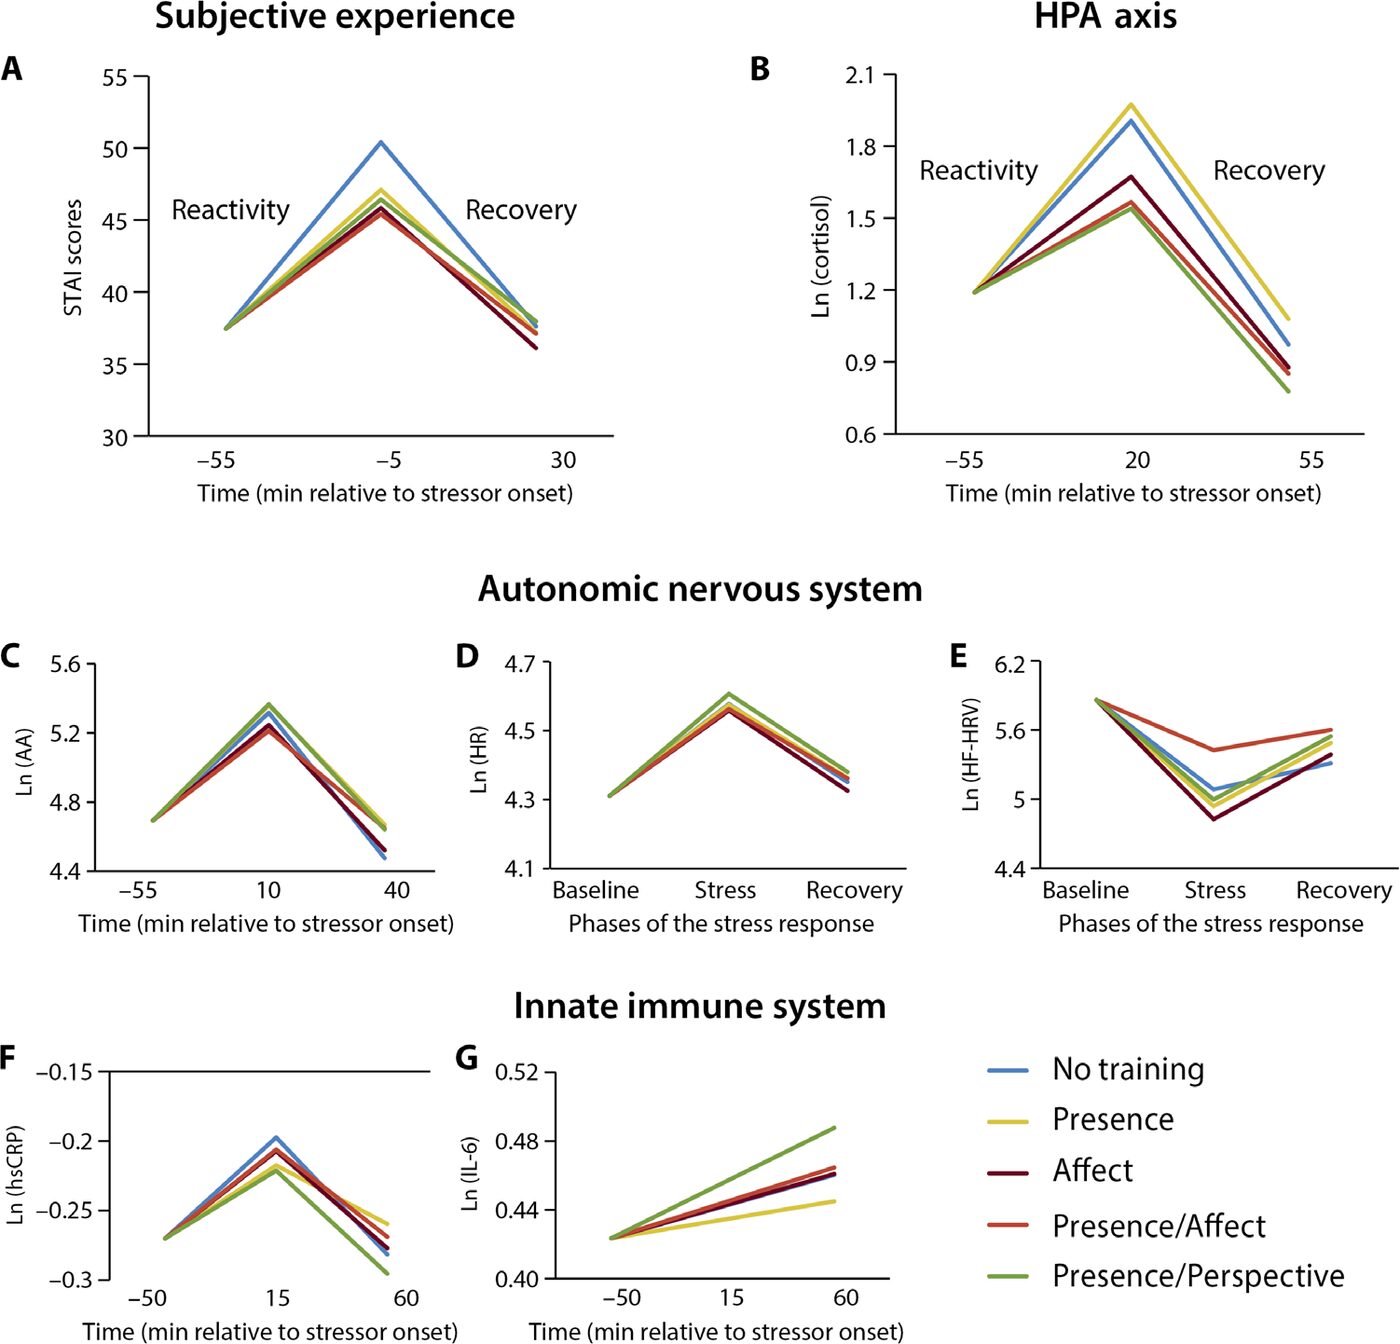 Subjective experience
HPA axis
A
55
50
45
40
35
30
STAI scores
Reactivity
Recovery
–55
–5
30
Time (min relative to stressor onset)
B
2.1
1.8
1.5
1.2
0.9
0.6
Ln (cortisol)
Reactivity
Recovery
–55
20
55
Time (min relative to stressor onset)
Autonomic nervous system
C
5.6
5.2
4.8
4.4
Ln (AA)
–55
10
40
Time (min relative to stressor onset)
D
4.7
4.5
4.3
4.1
Ln (HR)
Baseline
Stress
Recovery
Phases of the stress response
E
6.2
5.6
5
4.4
Ln (HF-HRV)
Baseline
Stress
Recovery
Phases of the stress response
Innate immune system
F
–0.15
–0.2
–0.25
–0.3
Ln (hsCRP)
–50
15
60
Time (min relative to stressor onset)
G
0.52
0.48
0.44
0.40
Ln (IL-6)
–50
15
60
Time (min relative to stressor onset)
No training
Presence
Affect
Presence/Affect
Presence/Perspective